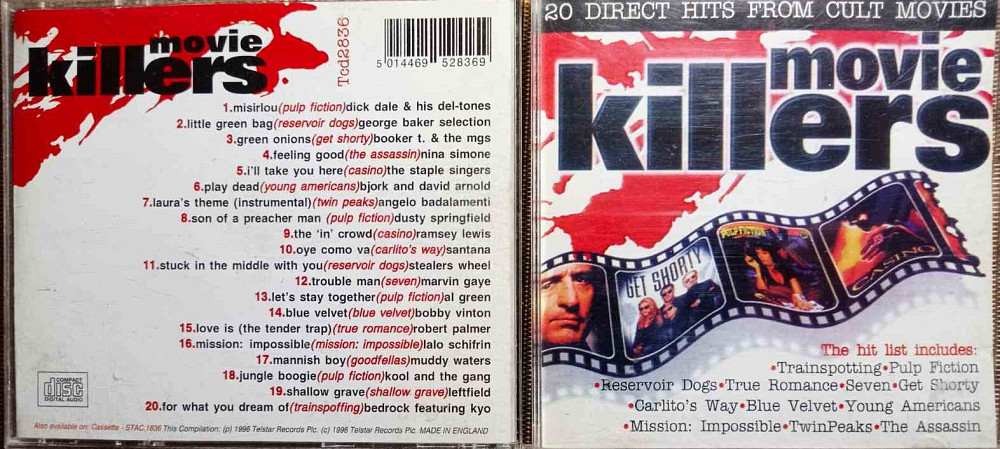 movie
killers
Tcd2836
5 014469 528369
1.misirlou(pulp fiction)dick dale & his del-tones
2.little green bag(reservoir dogs)george baker selection
3.green onions(get shorty)booker t. & the mgs
4.feeling good(the assassin)nina simone
5.i'll take you here(casino)the staple singers
6.play dead(young americans)bjork and david arnold
7.laura's theme (instrumental)(twin peaks)angelo badalamenti
8.son of a preacher man (pulp fiction)dusty springfield
9.the 'in' crowd(casino)ramsey lewis
10.oye como va(carlito's way)santana
11.stuck in the middle with you(reservoir dogs)stealers wheel
12.trouble man(seven)marvin gaye
13.let's stay together(pulp fiction)al green
14.blue velvet(blue velvet)bobby vinton
15.love is (the tender trap)(true romance)robert palmer
16.mission: impossible(mission: impossible)lalo schifrin
17.mannish boy(goodfellas)muddy waters
18.jungle boogie(pulp fiction)kool and the gang
19.shallow grave(shallow grave)leftfield
20.for what you dream of(trainspoffing)bedrock featuring kyo
COMPACT
disc
DIGITAL AUDIO
Also available on: Cassette - STAC.1836 This Compilation: (p) 1996 Telstar Records Plc. (c) 1996 Telstar Records Plc. MADE IN ENGLAND
20 DIRECT HITS FROM CULT MOVIES
movie
killers
GET SHORTY
PULP FICTION
CASINO
The hit list includes:
•Trainspotting•Pulp Fiction
•Reservoir Dogs•True Romance•Seven•Get Shorty
•Carlito's Way•Blue Velvet•Young Americans
•Mission: Impossible•TwinPeaks•The Assassin